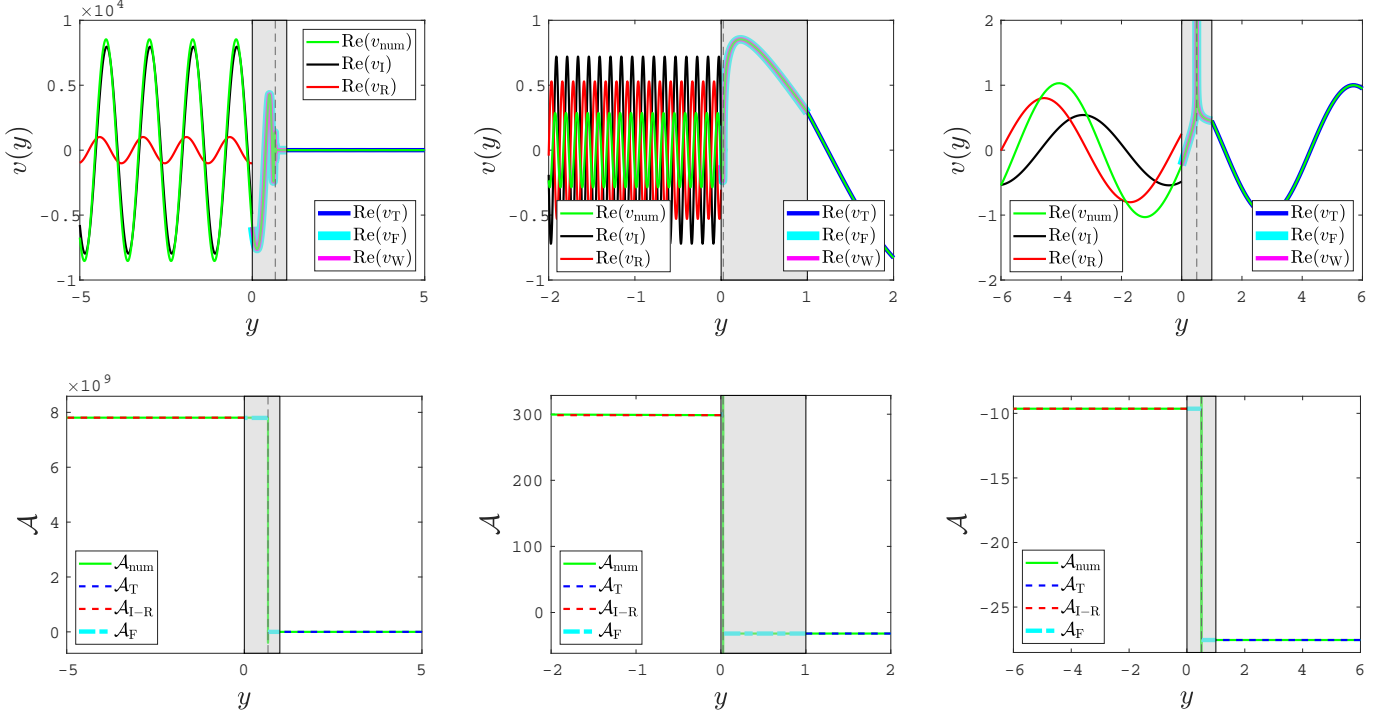 ×10⁴
1
0.5
0
-0.5
-1
-5
0
5
v(y)
y
Re(v_num)
Re(v_I)
Re(v_R)
Re(v_T)
Re(v_F)
Re(v_W)
1
0.5
0
-0.5
-1
-2
-1
0
1
2
v(y)
y
Re(v_num)
Re(v_I)
Re(v_R)
Re(v_T)
Re(v_F)
Re(v_W)
2
1
0
-1
-2
-6
-4
-2
0
2
4
6
v(y)
y
Re(v_num)
Re(v_I)
Re(v_R)
Re(v_T)
Re(v_F)
Re(v_W)
×10⁹
8
6
4
2
0
-5
0
5
𝒜
y
𝒜_num
𝒜_T
𝒜_I−R
𝒜_F
300
200
100
0
-2
-1
0
1
2
𝒜
y
𝒜_num
𝒜_T
𝒜_I−R
𝒜_F
-10
-15
-20
-25
-6
-4
-2
0
2
4
6
𝒜
y
𝒜_num
𝒜_T
𝒜_I−R
𝒜_F